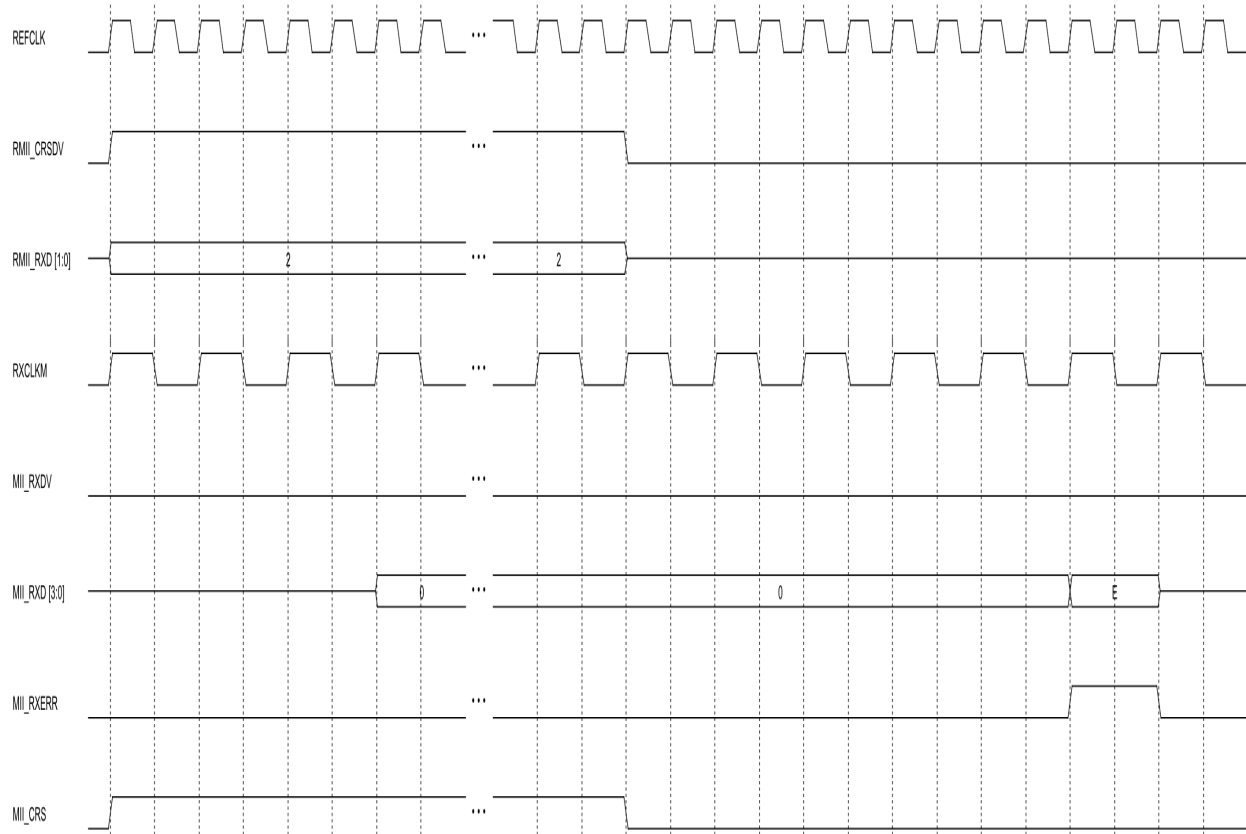 REFCLK ...
RMII_CRSDV ...
RMII_RXD [1:0] 2 ... 2
RXCLKM ...
MII_RXDV ...
MII_RXD [3:0] 0 ... 0 E
MII_RXERR ...
MII_CRS ...